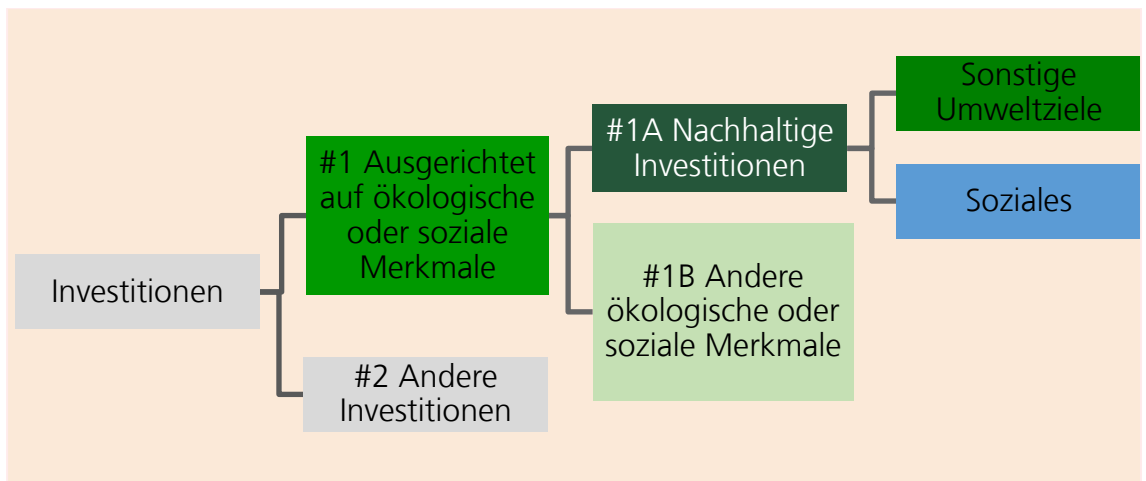 Investitionen
#1 Ausgerichtet
auf ökologische
oder soziale
Merkmale
#2 Andere
Investitionen
#1A Nachhaltige
Investitionen
#1B Andere
ökologische oder
soziale Merkmale
Sonstige
Umweltziele
Soziales